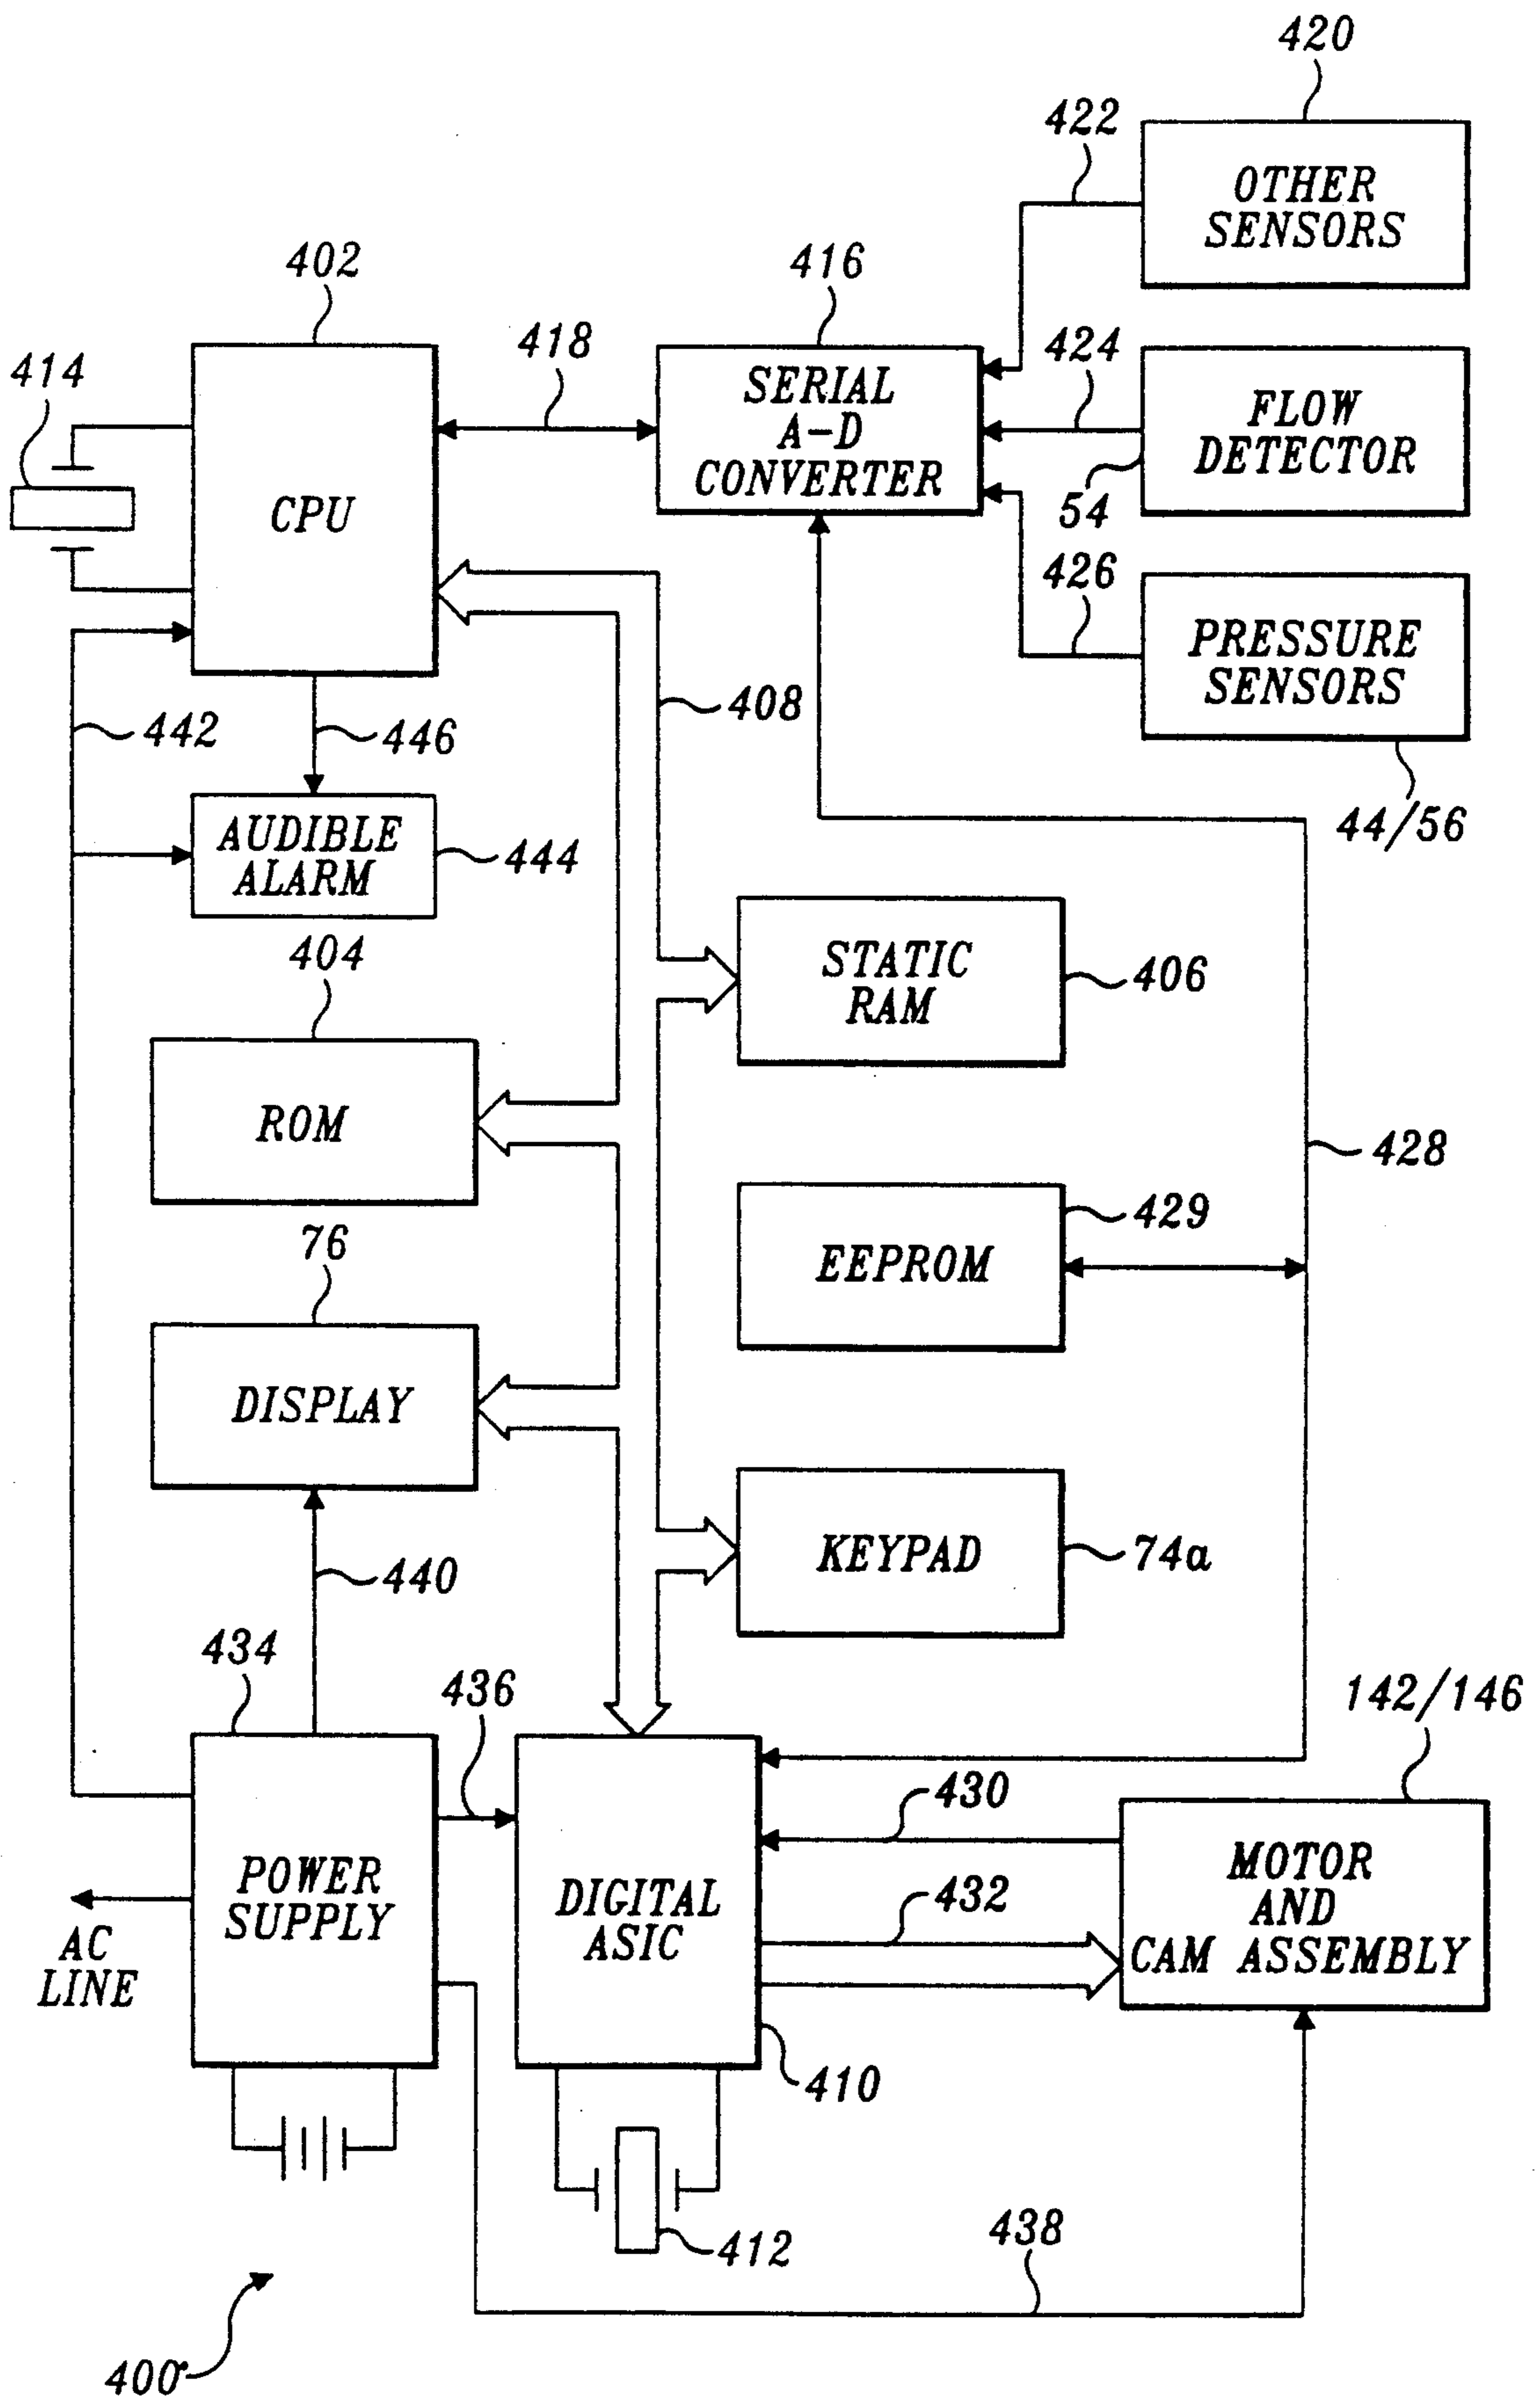 420
422
OTHER
SENSORS
402
416
418
424
414
SERIAL
A-D
CONVERTER
FLOW
DETECTOR
CPU
54
426
PRESSURE
SENSORS
408
442
446
44/56
AUDIBLE
ALARM
444
404
STATIC
RAM
406
ROM
428
429
76
EEPROM
DISPLAY
KEYPAD
74a
440
434
436
142/146
430
POWER
SUPPLY
DIGITAL
ASIC
432
MOTOR
AND
CAM ASSEMBLY
AC
LINE
410
412
438
400